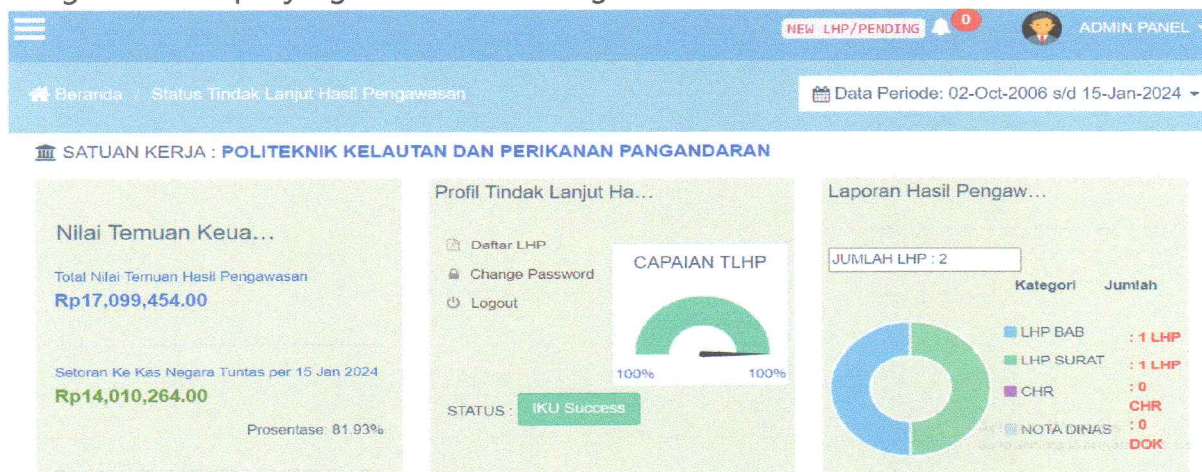 NEW LHP/PENDING 0 ADMIN PANEL
Beranda / Status Tindak Lanjut Hasil Pengawasan
Data Periode: 02-Oct-2006 s/d 15-Jan-2024
SATUAN KERJA : POLITEKNIK KELAUTAN DAN PERIKANAN PANGANDARAN
Nilai Temuan Keua...
Total Nilai Temuan Hasil Pengawasan
Rp17,099,454.00
Setoran Ke Kas Negara Tuntas per 15 Jan 2024
Rp14,010,264.00
Prosentase: 81.93%
Profil Tindak Lanjut Ha...
Daftar LHP
Change Password
Logout
CAPAIAN TLHP
100% 100%
STATUS : IKU Success
Laporan Hasil Pengaw...
JUMLAH LHP : 2
Kategori Jumlah
LHP BAB : 1 LHP
LHP SURAT : 1 LHP
CHR : 0 CHR
NOTA DINAS : 0 DOK